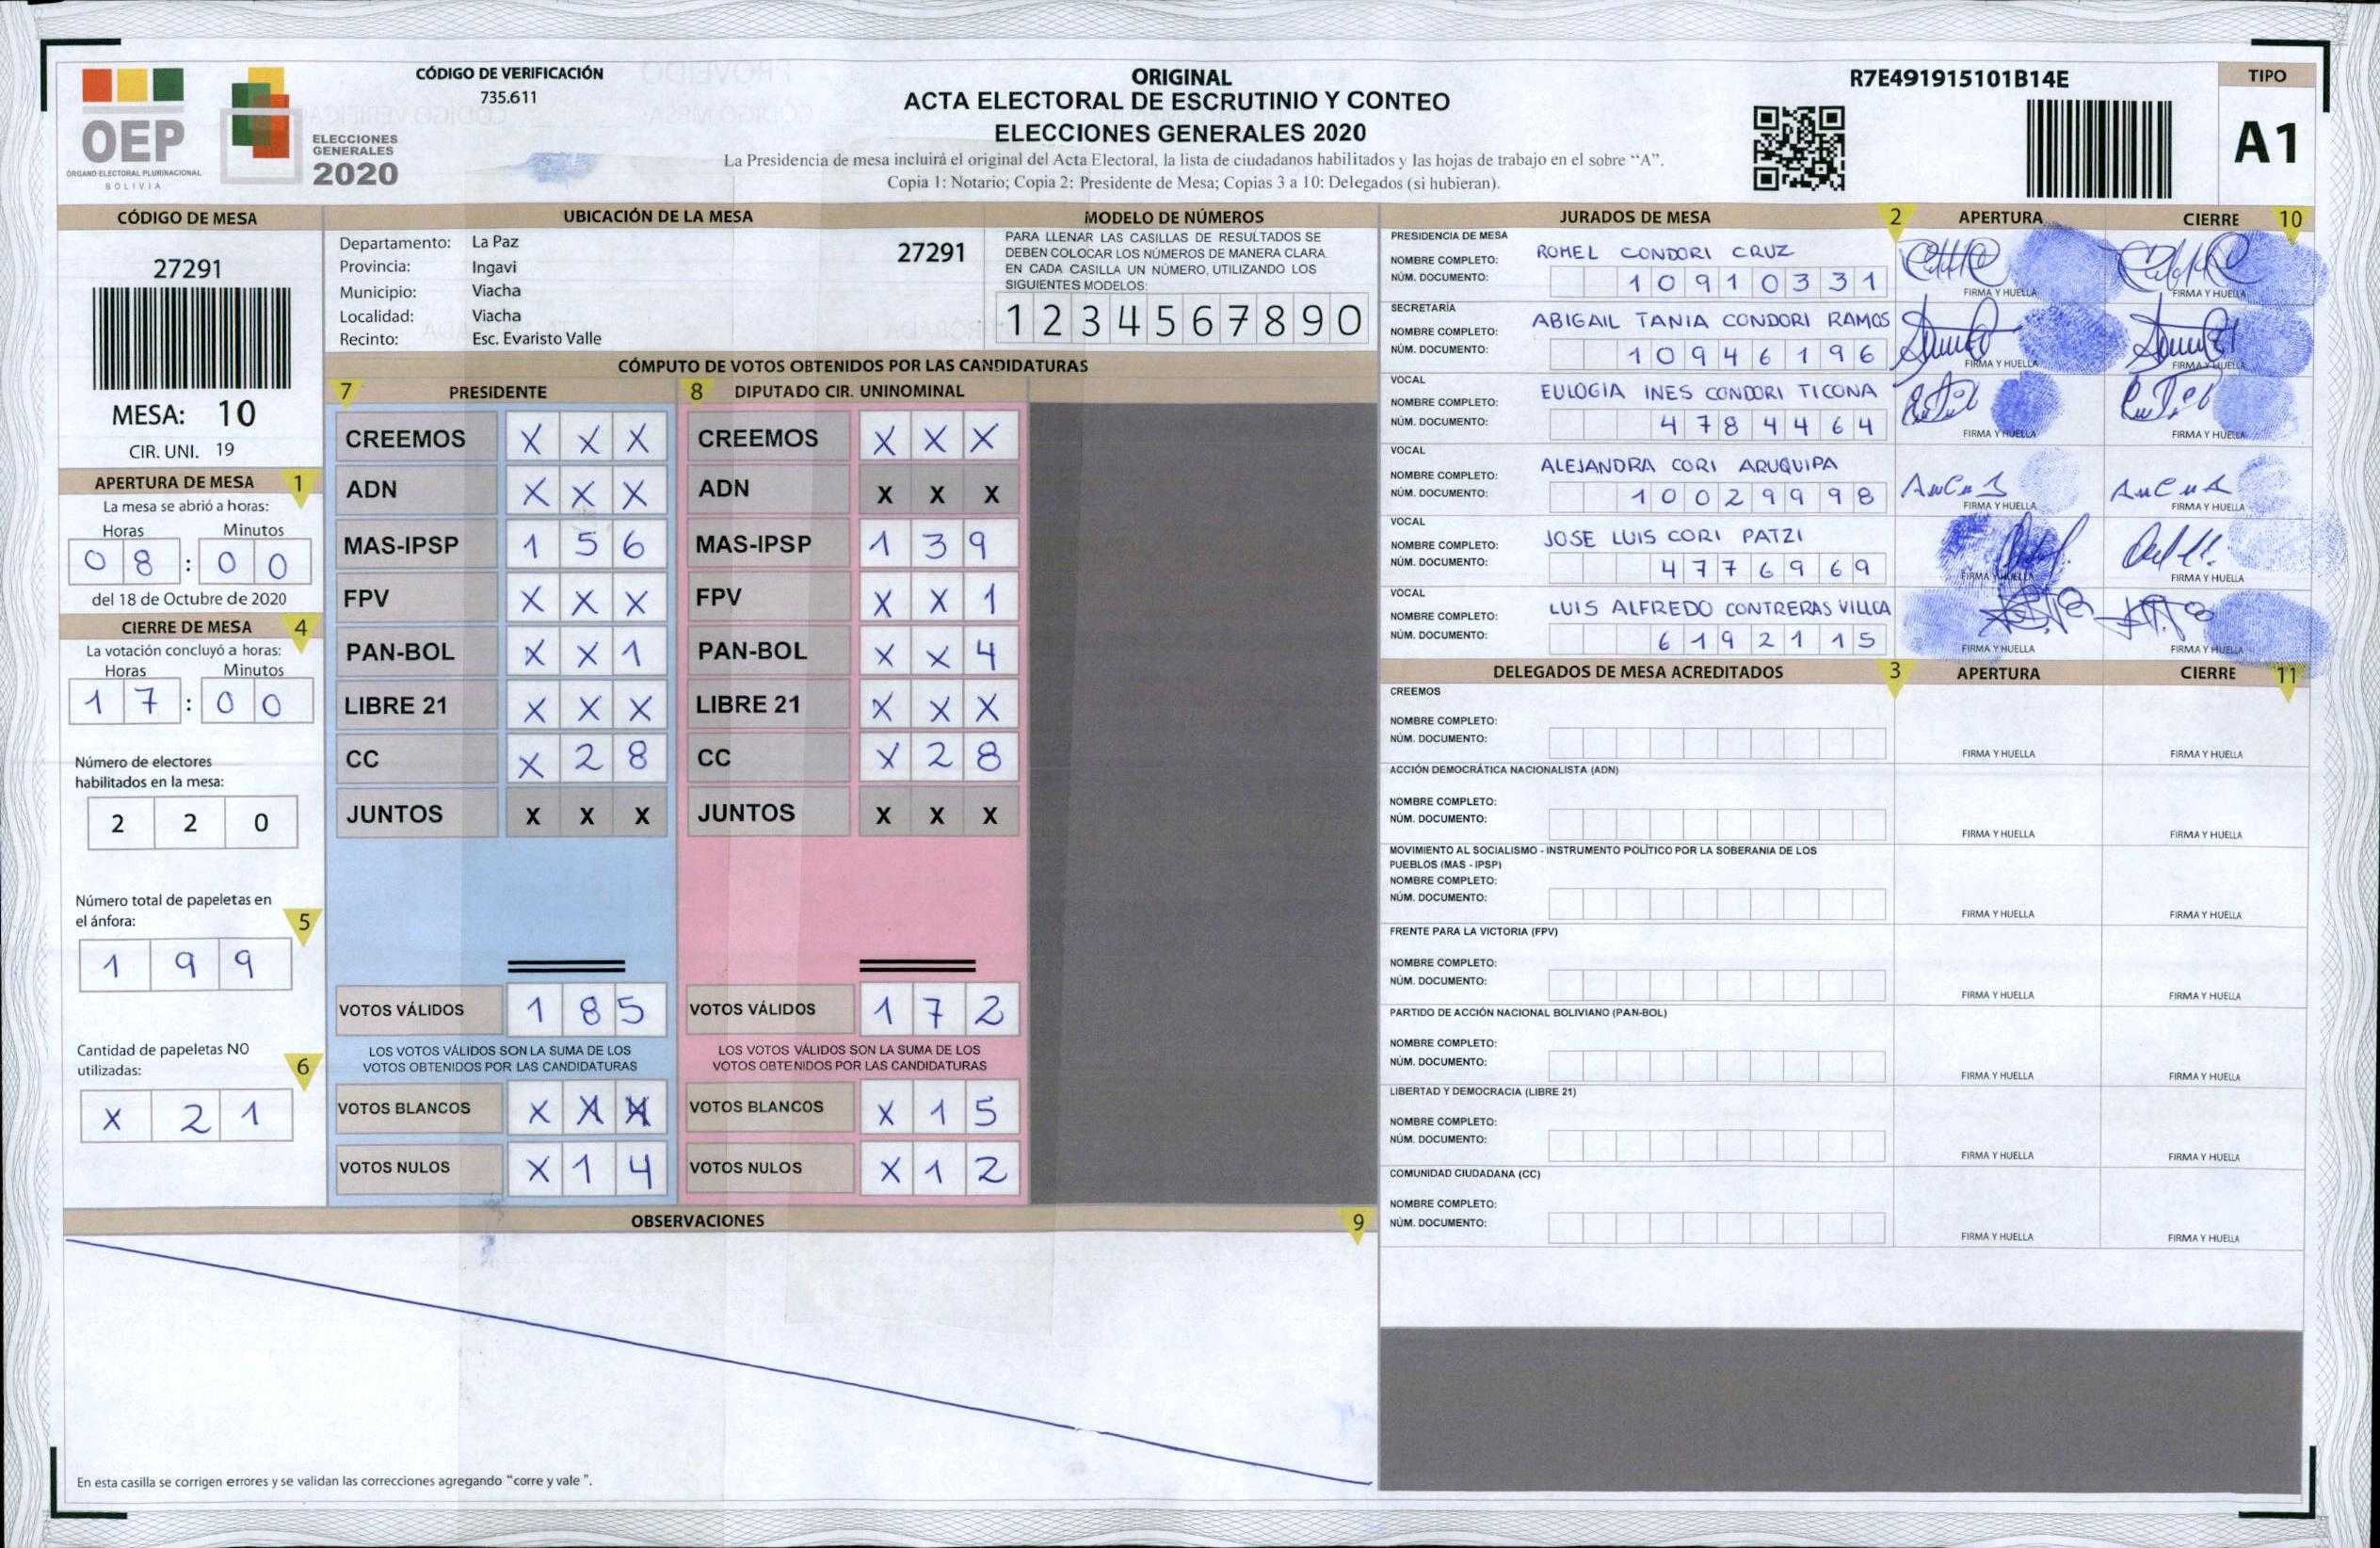 OEP
ÓRGANO ELECTORAL PLURINACIONAL
BOLIVIA
ELECCIONES
GENERALES
2020
CÓDIGO DE VERIFICACIÓN
735.611
ORIGINAL
ACTA ELECTORAL DE ESCRUTINIO Y CONTEO
ELECCIONES GENERALES 2020
La Presidencia de mesa incluirá el original del Acta Electoral, la lista de ciudadanos habilitados y las hojas de trabajo en el sobre "A".
Copia 1: Notario; Copia 2: Presidente de Mesa; Copias 3 a 10: Delegados (si hubieran).
R7E491915101B14E
TIPO
A1
CÓDIGO DE MESA
27291
MESA: 10
CIR. UNI. 19
APERTURA DE MESA 1
La mesa se abrió a horas:
Horas Minutos
0 8 : 0 0
del 18 de Octubre de 2020
CIERRE DE MESA 4
La votación concluyó a horas:
Horas Minutos
1 7 : 0 0
Número de electores
habilitados en la mesa:
2 2 0
Número total de papeletas en
el ánfora: 5
1 9 9
Cantidad de papeletas NO
utilizadas: 6
X 2 1
UBICACIÓN DE LA MESA
Departamento: La Paz
Provincia: Ingavi
Municipio: Viacha
Localidad: Viacha
Recinto: Esc. Evaristo Valle
27291
MODELO DE NÚMEROS
PARA LLENAR LAS CASILLAS DE RESULTADOS SE
DEBEN COLOCAR LOS NÚMEROS DE MANERA CLARA.
EN CADA CASILLA UN NÚMERO, UTILIZANDO LOS
SIGUIENTES MODELOS:
1 2 3 4 5 6 7 8 9 0
CÓMPUTO DE VOTOS OBTENIDOS POR LAS CANDIDATURAS
7 PRESIDENTE 8 DIPUTADO CIR. UNINOMINAL
CREEMOS X X X CREEMOS X X X
ADN X X X ADN X X X
MAS-IPSP 1 5 6 MAS-IPSP 1 3 9
FPV X X X FPV X X 1
PAN-BOL X X 1 PAN-BOL X X 4
LIBRE 21 X X X LIBRE 21 X X X
CC X 2 8 CC X 2 8
JUNTOS X X X JUNTOS X X X
VOTOS VÁLIDOS 1 8 5 VOTOS VÁLIDOS 1 7 2
LOS VOTOS VÁLIDOS SON LA SUMA DE LOS LOS VOTOS VÁLIDOS SON LA SUMA DE LOS
VOTOS OBTENIDOS POR LAS CANDIDATURAS VOTOS OBTENIDOS POR LAS CANDIDATURAS
VOTOS BLANCOS X X X VOTOS BLANCOS X 1 5
VOTOS NULOS X 1 4 VOTOS NULOS X 1 2
OBSERVACIONES 9
En esta casilla se corrigen errores y se validan las correcciones agregando "corre y vale ".
JURADOS DE MESA 2 APERTURA CIERRE 10
PRESIDENCIA DE MESA
NOMBRE COMPLETO: ROMEL CONDORI CRUZ
NÚM. DOCUMENTO: 1 0 9 1 0 3 3 1
FIRMA Y HUELLA FIRMA Y HUELLA
SECRETARÍA
NOMBRE COMPLETO: ABIGAIL TANIA CONDORI RAMOS
NÚM. DOCUMENTO: 1 0 9 4 6 1 9 6
FIRMA Y HUELLA FIRMA Y HUELLA
VOCAL
NOMBRE COMPLETO: EULOGIA INES CONDORI TICONA
NÚM. DOCUMENTO: 4 7 8 4 4 6 4
FIRMA Y HUELLA FIRMA Y HUELLA
VOCAL
NOMBRE COMPLETO: ALEJANDRA CORI ARUQUIPA
NÚM. DOCUMENTO: 1 0 0 2 9 9 9 8
FIRMA Y HUELLA FIRMA Y HUELLA
VOCAL
NOMBRE COMPLETO: JOSE LUIS CORI PATZI
NÚM. DOCUMENTO: 4 7 7 6 9 6 9
FIRMA Y HUELLA FIRMA Y HUELLA
VOCAL
NOMBRE COMPLETO: LUIS ALFREDO CONTRERAS VILLCA
NÚM. DOCUMENTO: 6 1 9 2 1 1 5
FIRMA Y HUELLA FIRMA Y HUELLA
DELEGADOS DE MESA ACREDITADOS 3 APERTURA CIERRE 11
CREEMOS
NOMBRE COMPLETO:
NÚM. DOCUMENTO:
FIRMA Y HUELLA FIRMA Y HUELLA
ACCIÓN DEMOCRÁTICA NACIONALISTA (ADN)
NOMBRE COMPLETO:
NÚM. DOCUMENTO:
FIRMA Y HUELLA FIRMA Y HUELLA
MOVIMIENTO AL SOCIALISMO - INSTRUMENTO POLÍTICO POR LA SOBERANIA DE LOS
PUEBLOS (MAS - IPSP)
NOMBRE COMPLETO:
NÚM. DOCUMENTO:
FIRMA Y HUELLA FIRMA Y HUELLA
FRENTE PARA LA VICTORIA (FPV)
NOMBRE COMPLETO:
NÚM. DOCUMENTO:
FIRMA Y HUELLA FIRMA Y HUELLA
PARTIDO DE ACCIÓN NACIONAL BOLIVIANO (PAN-BOL)
NOMBRE COMPLETO:
NÚM. DOCUMENTO:
FIRMA Y HUELLA FIRMA Y HUELLA
LIBERTAD Y DEMOCRACIA (LIBRE 21)
NOMBRE COMPLETO:
NÚM. DOCUMENTO:
FIRMA Y HUELLA FIRMA Y HUELLA
COMUNIDAD CIUDADANA (CC)
NOMBRE COMPLETO:
NÚM. DOCUMENTO:
FIRMA Y HUELLA FIRMA Y HUELLA